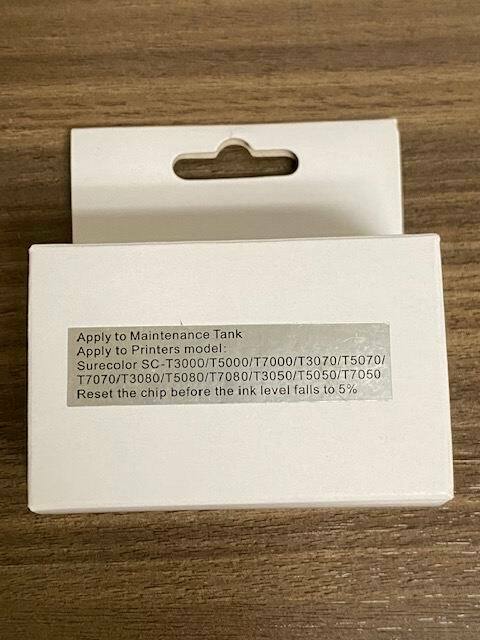 Apply to Maintenance Tank
Apply to Printers model:
Surecolor SC-T3000/T5000/T7000/T3070/T5070/
T7070/T3080/T5080/T7080/T3050/T5050/T7050
Reset the chip before the ink level falls to 5%